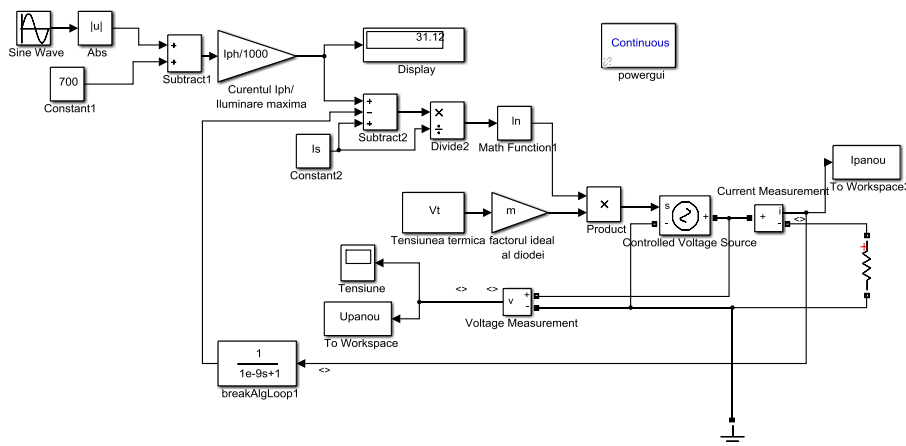 |u|
Sine Wave
Abs
700
Constant1
+
+
Subtract1
Iph/1000
Curentul Iph/
Iluminare maxima
31.12
Display
Continuous
powergui
+
−
+
Subtract2
Is
Constant2
×
÷
Divide2
ln
Math Function1
Vt
Tensiunea termica
m
factorul ideal
al diodei
×
Product
s
-
+
Controlled Voltage Source
Current Measurement
+
i
-
<>
Ipanou
To Workspace3
+
Tensiune
<>
<>
v
+
-
Voltage Measurement
Upanou
To Workspace
1
1e-9s+1
breakAlgLoop1
<>